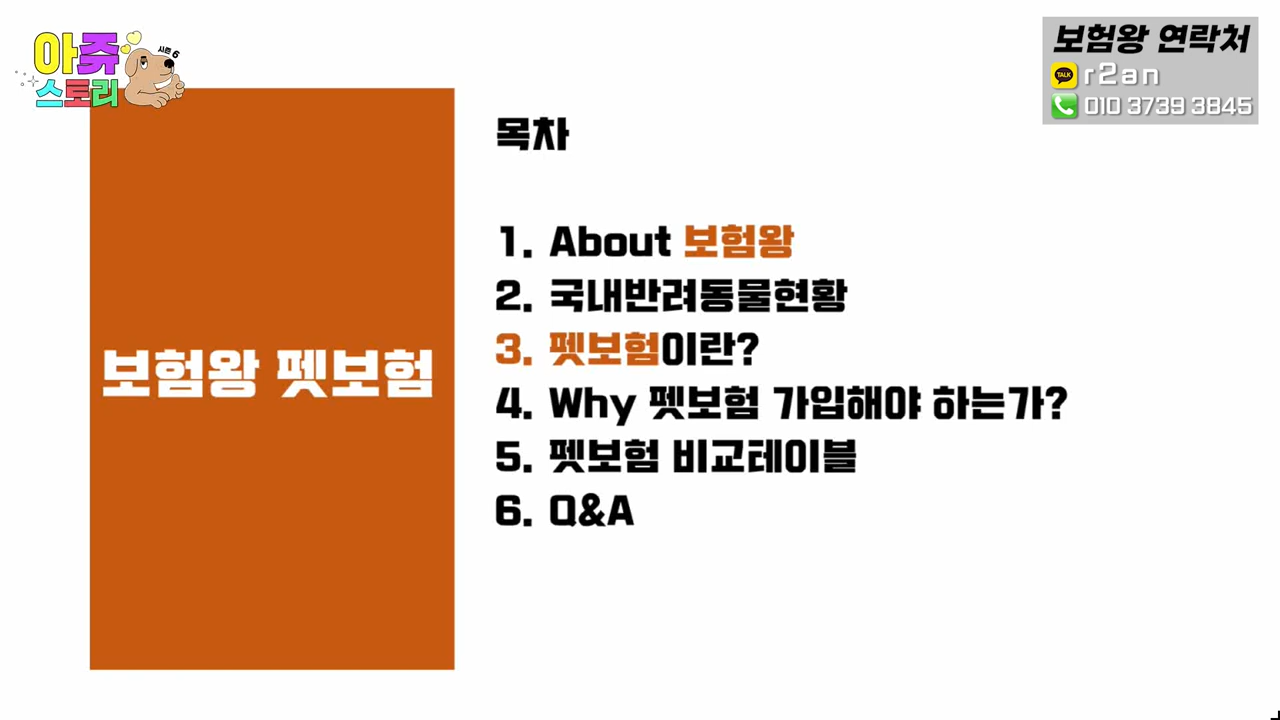 아쥬
스토리
시즌 6
보험왕 연락처
TALK
r2an
010 3739 3845
보험왕 펫보험
목차
1. About 보험왕
2. 국내반려동물현황
3. 펫보험이란?
4. Why 펫보험 가입해야 하는가?
5. 펫보험 비교테이블
6. Q&A